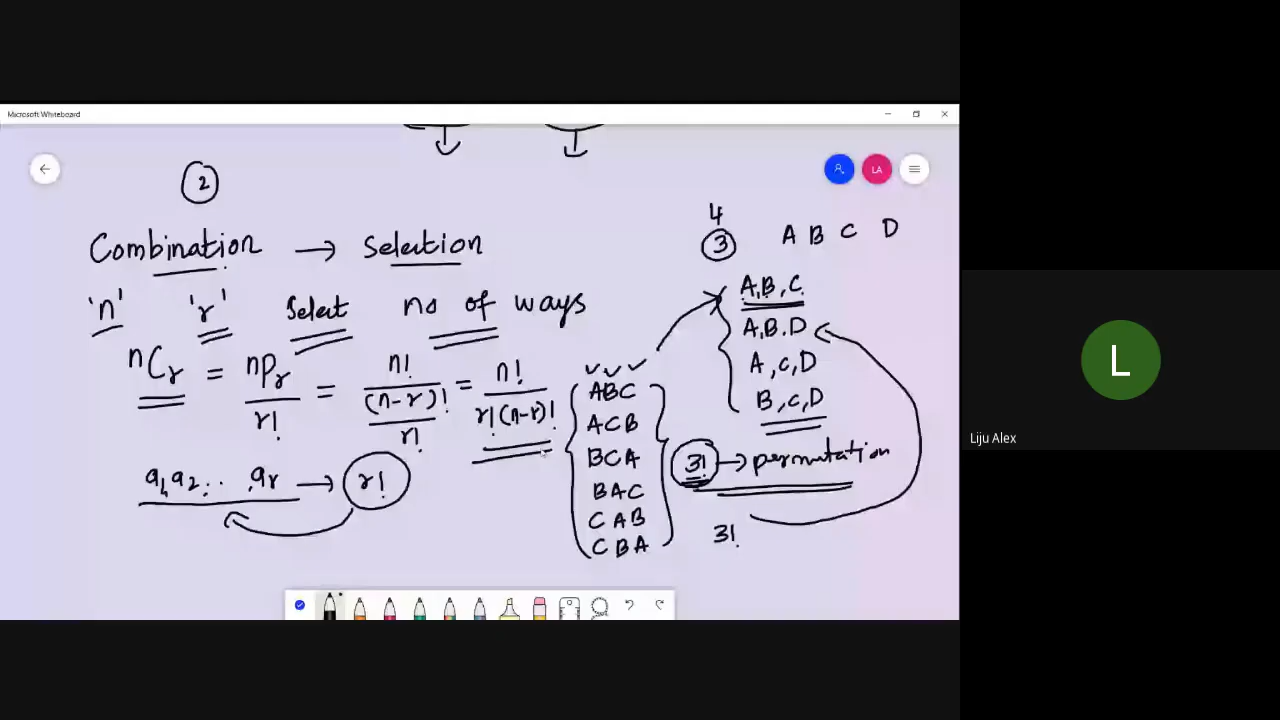 Microsoft Whiteboard
2
LA
Combination → Selection
'n' 'r' Select no of ways
nCr = nPr / r! = n! / (n-r)! / r! = n! / r! (n-r)!
a1, a2 . . . , ar → r!
ABC
ACB
BCA
BAC
CAB
CBA
4
3 A B C D
A, B, C
A, B, D
A, C, D
B, C, D
3! → permutation
3!
L
Liju Alex